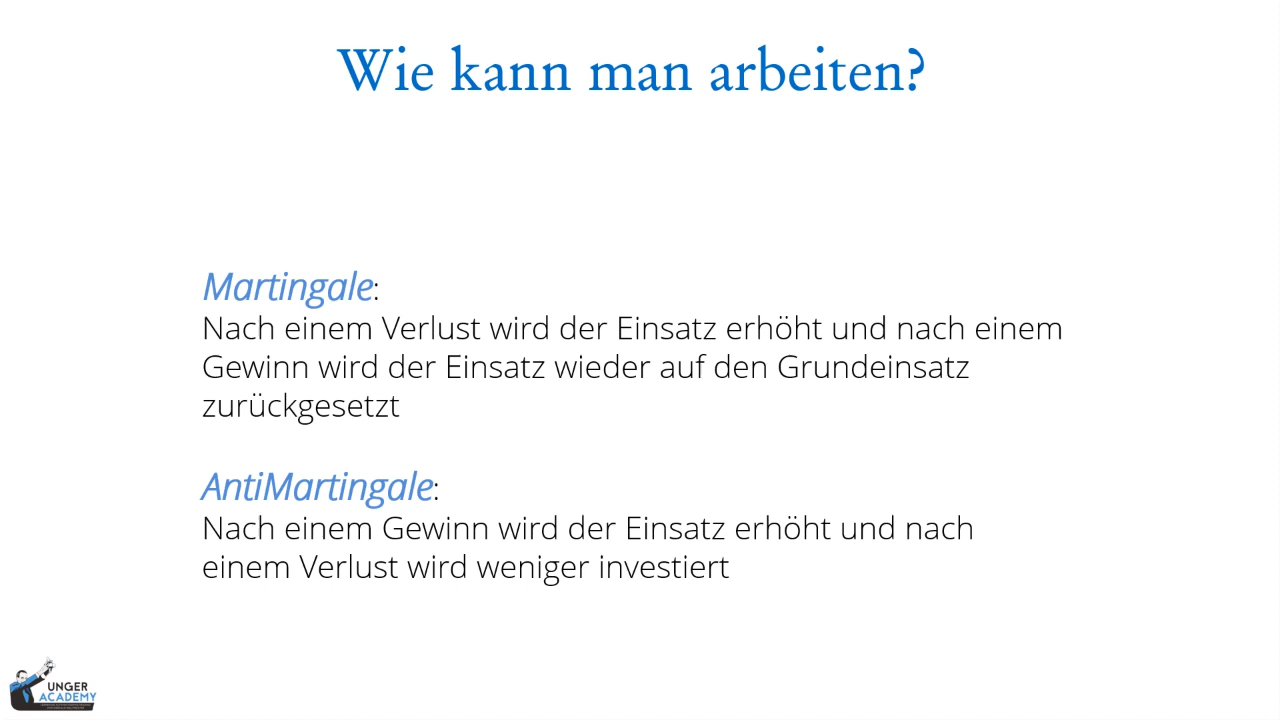 Wie kann man arbeiten?
Martingale:
Nach einem Verlust wird der Einsatz erhöht und nach einem
Gewinn wird der Einsatz wieder auf den Grundeinsatz
zurückgesetzt
AntiMartingale:
Nach einem Gewinn wird der Einsatz erhöht und nach
einem Verlust wird weniger investiert
UNGER
ACADEMY